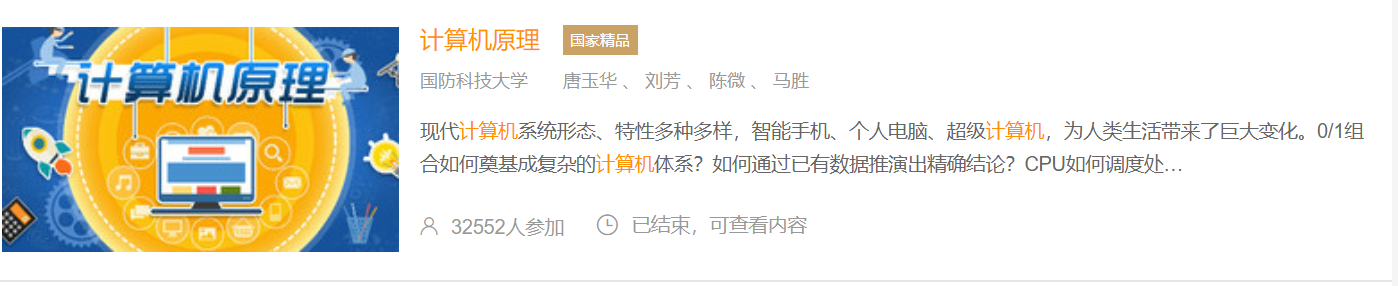 计算机原理
计算机原理 国家精品
国防科技大学 唐玉华 、 刘芳 、 陈微 、 马胜
现代计算机系统形态、特性多种多样，智能手机、个人电脑、超级计算机，为人类生活带来了巨大变化。0/1组
合如何奠基成复杂的计算机体系？如何通过已有数据推演出精确结论？CPU如何调度处...
32552人参加 已结束，可查看内容